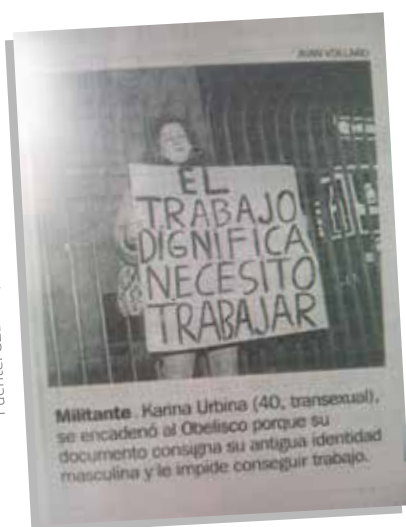 JUAN VOLLARO
EL
TRABAJO
DIGNIFICA
NECESITO
TRABAJAR
Militante. Karina Urbina (40, transexual),
se encadenó al Obelisco porque su
documento consigna su antigua identidad
masculina y le impide conseguir trabajo.